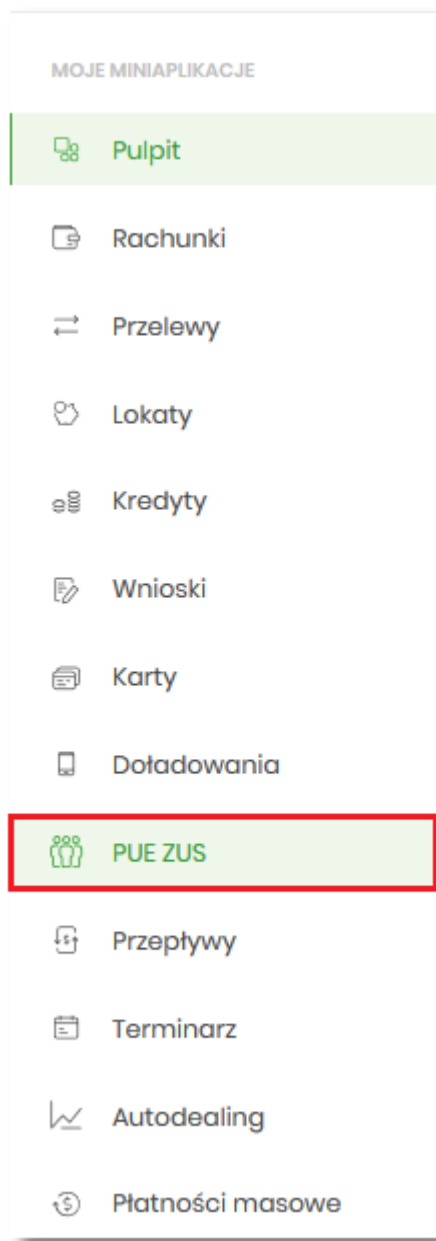 MOJE MINIAPLIKACJE
Pulpit
Rachunki
Przelewy
Lokaty
Kredyty
Wnioski
Karty
Doładowania
PUE ZUS
Przepływy
Terminarz
Autodealing
Płatności masowe